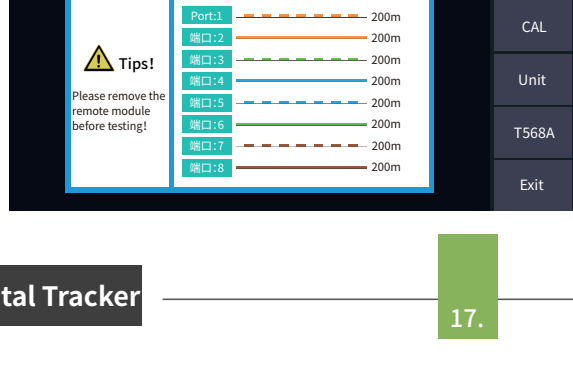 Tips!
Please remove the
remote module
before testing!
Port:1 200m
端口:2 200m
端口:3 200m
端口:4 200m
端口:5 200m
端口:6 200m
端口:7 200m
端口:8 200m
CAL
Unit
T568A
Exit
tal Tracker
17.